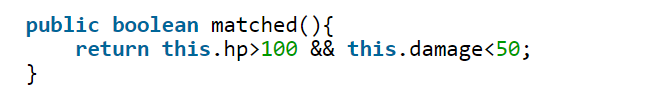 public boolean matched(){
    return this.hp>100 && this.damage<50;
}